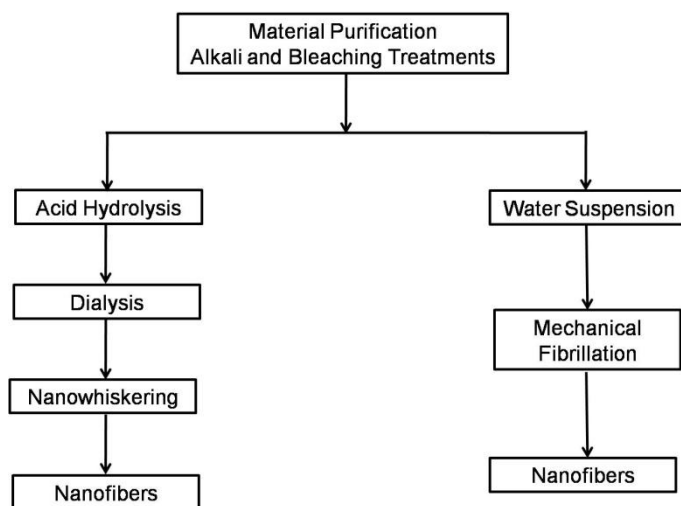 Material Purification
Alkali and Bleaching Treatments
Acid Hydrolysis
Water Suspension
Dialysis
Mechanical
Fibrillation
Nanowhiskering
Nanofibers
Nanofibers